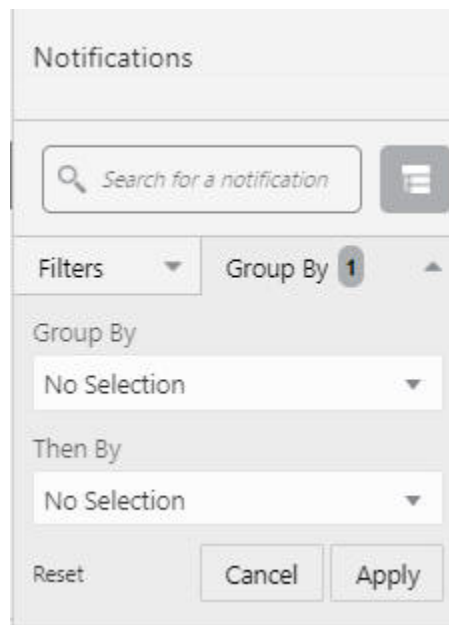 Notifications
Search for a notification
Filters Group By 1
Group By
No Selection
Then By
No Selection
Reset Cancel Apply